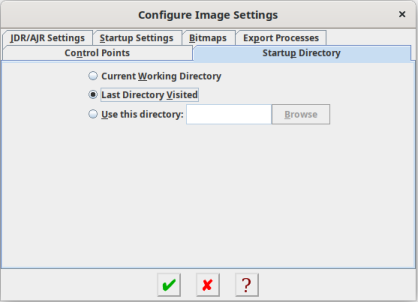 Configure Image Settings
×
JDR/AJR Settings Startup Settings Bitmaps Export Processes
Control Points Startup Directory
Current Working Directory
Last Directory Visited
Use this directory: Browse
?